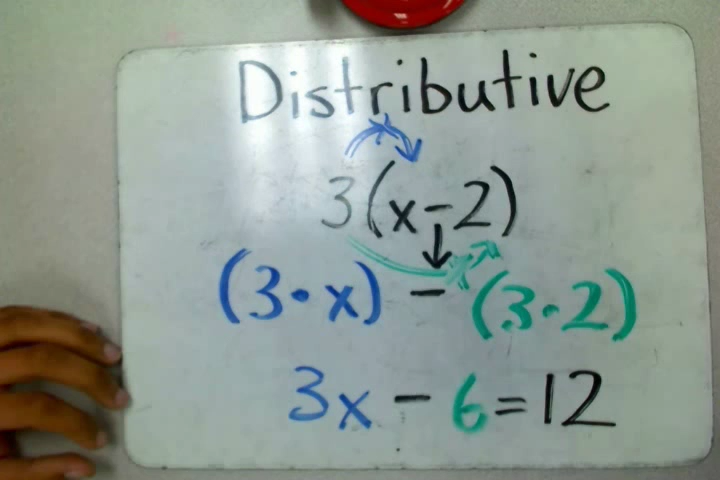 Distributive
3(x-2)
(3·x) - (3·2)
3x - 6 = 12